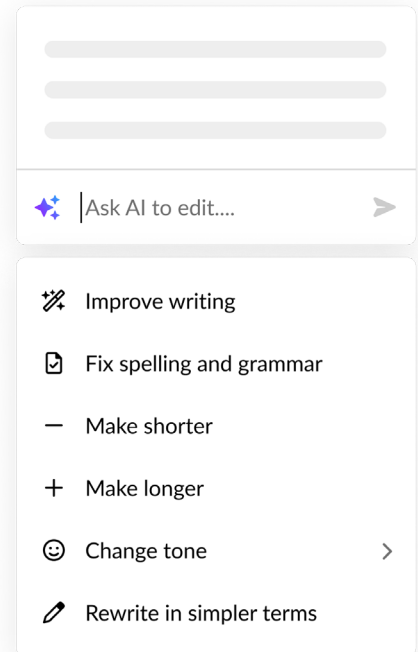 Ask AI to edit....
Improve writing
Fix spelling and grammar
Make shorter
Make longer
Change tone
Rewrite in simpler terms